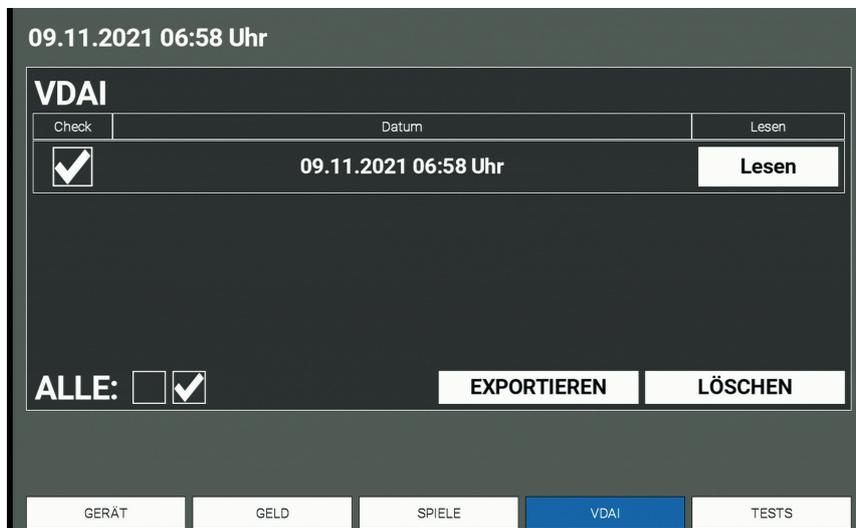 09.11.2021 06:58 Uhr
VDAI
Check Datum Lesen
09.11.2021 06:58 Uhr Lesen
ALLE: EXPORTIEREN LÖSCHEN
GERÄT GELD SPIELE VDAI TESTS